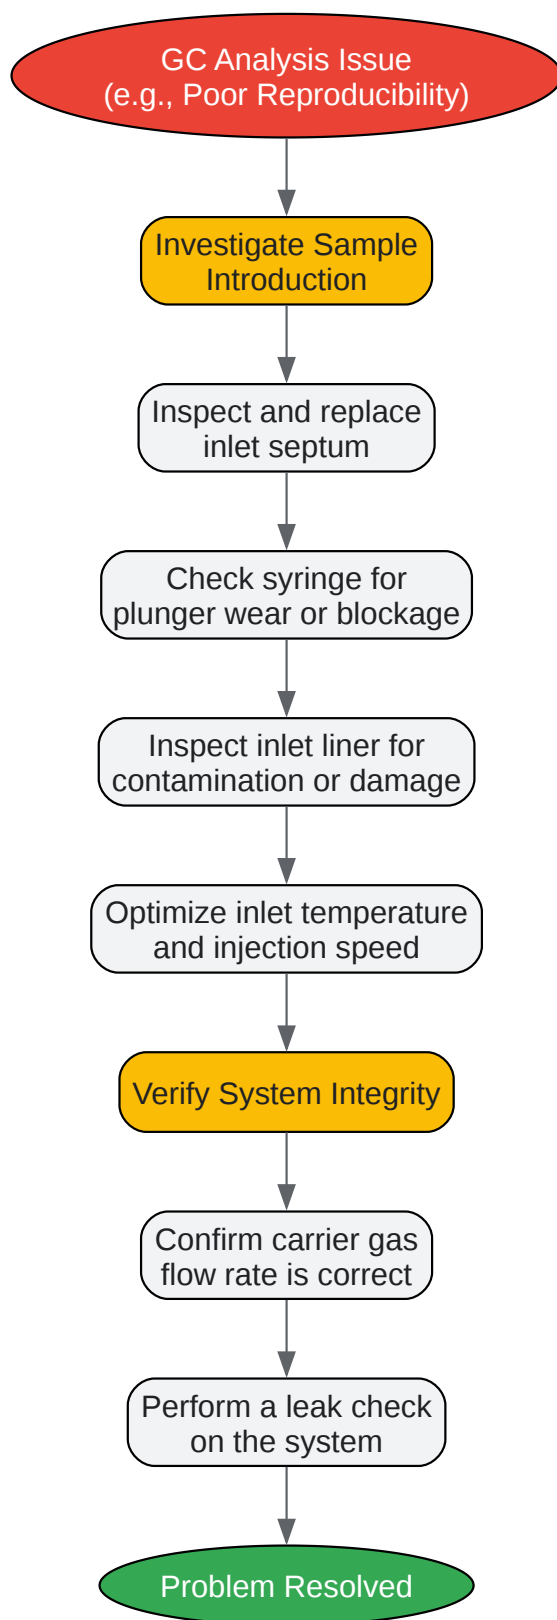 GC Analysis Issue
(e.g., Poor Reproducibility)
Investigate Sample
Introduction
Inspect and replace
inlet septum
Check syringe for
plunger wear or blockage
Inspect inlet liner for
contamination or damage
Optimize inlet temperature
and injection speed
Verify System Integrity
Confirm carrier gas
flow rate is correct
Perform a leak check
on the system
Problem Resolved